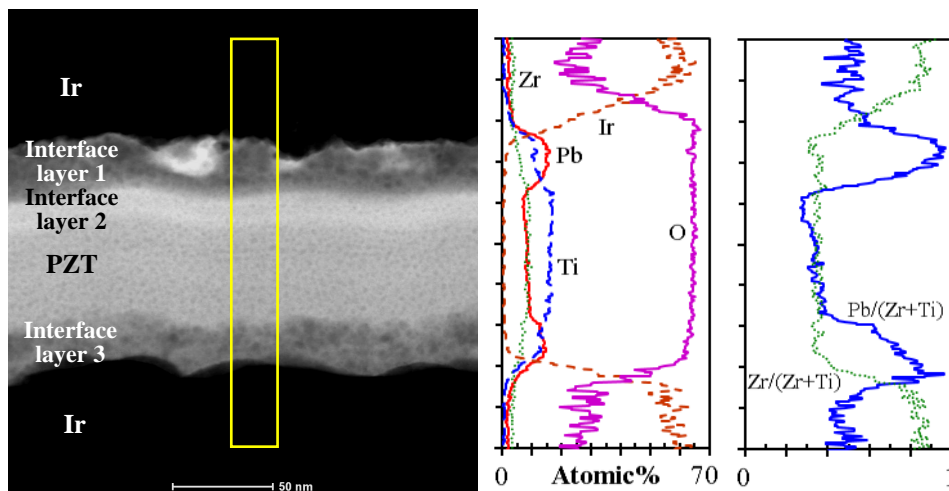 Ir
Interface
layer 1
Interface
layer 2
PZT
Interface
layer 3
Ir
50 nm
Zr
Ir
Pb
O
Ti
0 Atomic% 70
Pb/(Zr+Ti)
Zr/(Zr+Ti)
0